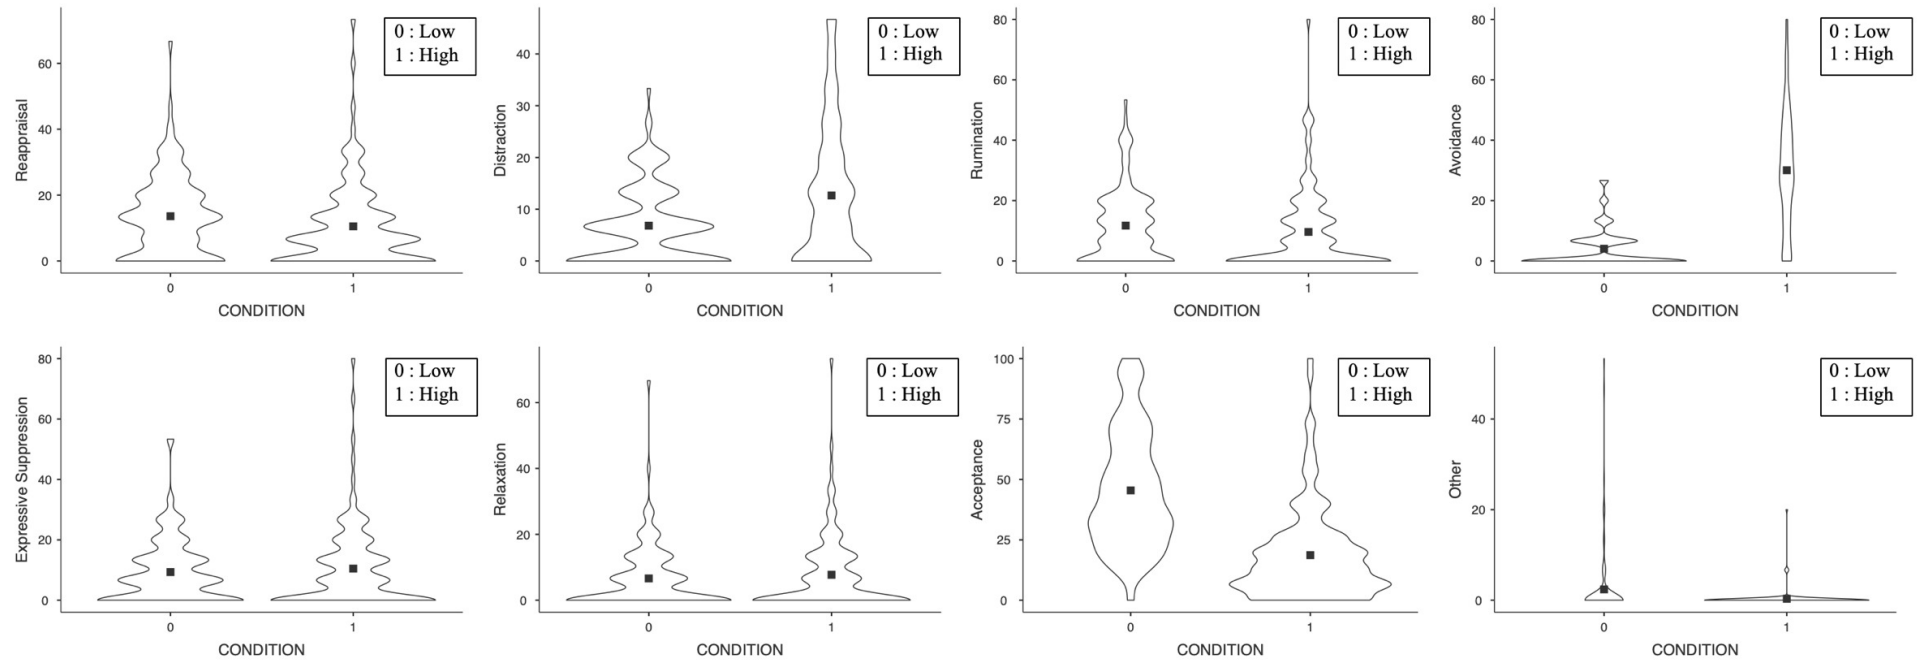 Reappraisal
60
40
20
0
0 : Low
1 : High
0 1
CONDITION
Distraction
40
30
20
10
0
0 : Low
1 : High
0 1
CONDITION
Rumination
80
60
40
20
0
0 : Low
1 : High
0 1
CONDITION
Avoidance
80
60
40
20
0
0 : Low
1 : High
0 1
CONDITION
Expressive Suppression
80
60
40
20
0
0 : Low
1 : High
0 1
CONDITION
Relaxation
60
40
20
0
0 : Low
1 : High
0 1
CONDITION
Acceptance
100
75
50
25
0
0 : Low
1 : High
0 1
CONDITION
Other
40
20
0
0 : Low
1 : High
0 1
CONDITION